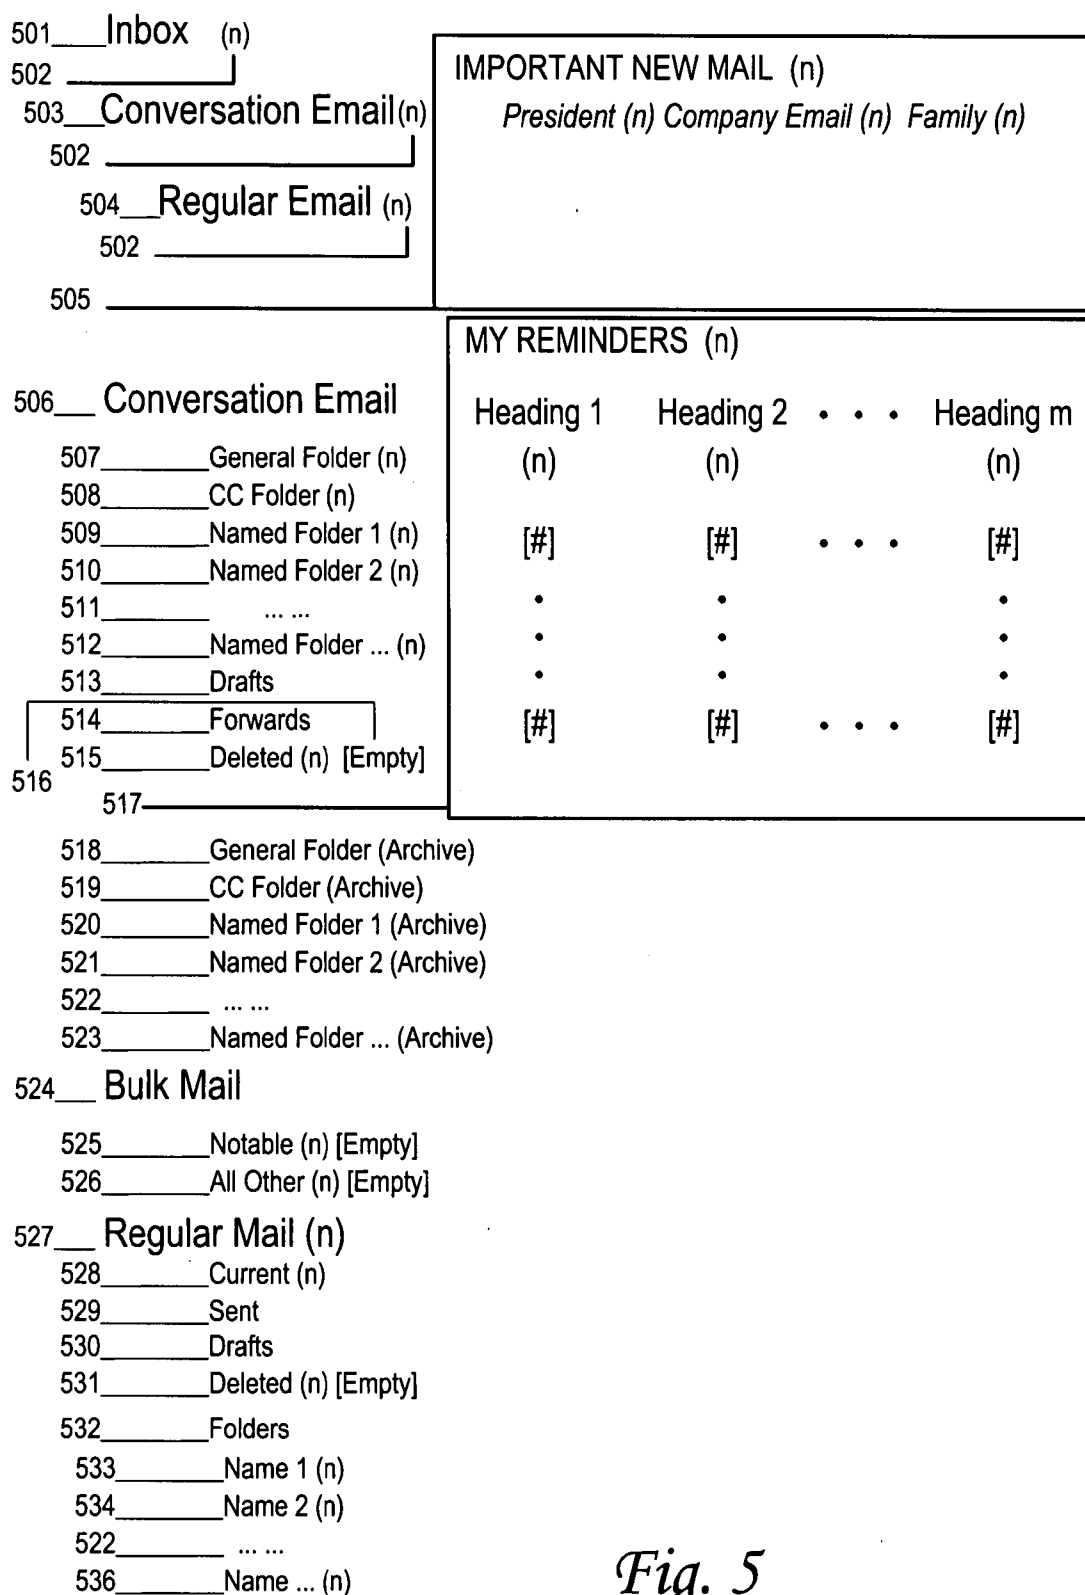 501 Inbox (n)
502
503 Conversation Email (n)
502
504 Regular Email (n)
502
505
IMPORTANT NEW MAIL (n)
President (n) Company Email (n) Family (n)
MY REMINDERS (n)
Heading 1 Heading 2 • • • Heading m
(n) (n) (n)
[#] [#] • • • [#]
• • •
• • •
• • •
[#] [#] • • • [#]
506 Conversation Email
507 General Folder (n)
508 CC Folder (n)
509 Named Folder 1 (n)
510 Named Folder 2 (n)
511 ... ...
512 Named Folder ... (n)
513 Drafts
514 Forwards
515 Deleted (n) [Empty]
516
517
518 General Folder (Archive)
519 CC Folder (Archive)
520 Named Folder 1 (Archive)
521 Named Folder 2 (Archive)
522 ... ...
523 Named Folder ... (Archive)
524 Bulk Mail
525 Notable (n) [Empty]
526 All Other (n) [Empty]
527 Regular Mail (n)
528 Current (n)
529 Sent
530 Drafts
531 Deleted (n) [Empty]
532 Folders
533 Name 1 (n)
534 Name 2 (n)
522 ... ...
536 Name ... (n)
Fig. 5